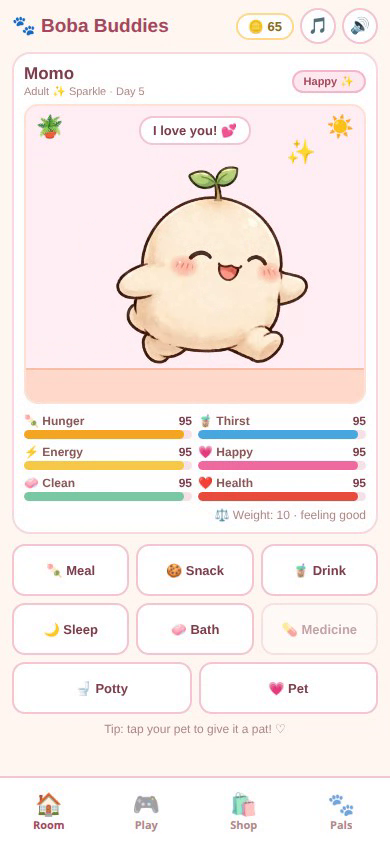 🐾 Boba Buddies
🪙 65
🎵
🔊
Momo
Adult ✨ Sparkle · Day 5
Happy ✨
I love you! 💕
🍡 Hunger 95
🧋 Thirst 95
⚡ Energy 95
💗 Happy 95
🧼 Clean 95
❤️ Health 95
⚖️ Weight: 10 · feeling good
🍡 Meal
🍪 Snack
🧋 Drink
🌙 Sleep
🧼 Bath
💊 Medicine
🚽 Potty
💗 Pet
Tip: tap your pet to give it a pat! ♡
Room
Play
Shop
Pals